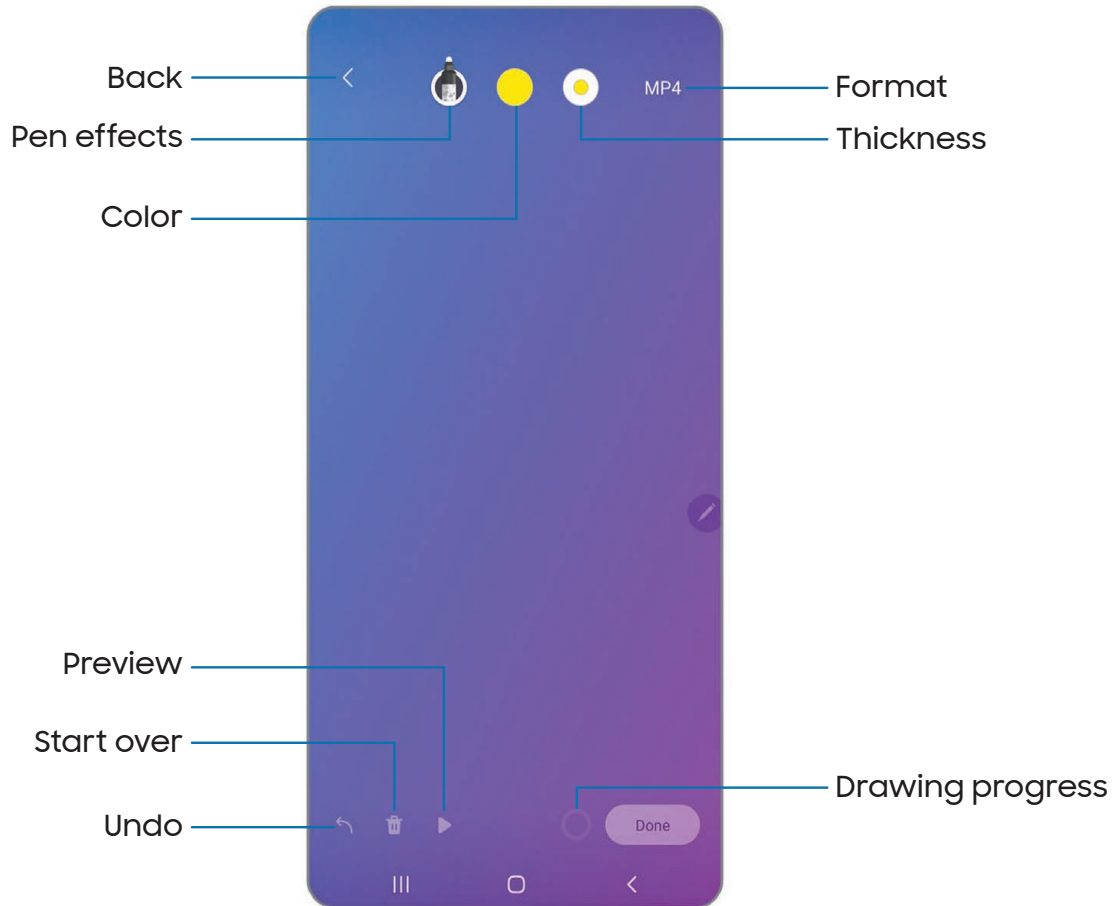 Back
MP4
Format
Pen effects
Thickness
Color
Preview
Start over
Drawing progress
Undo
Done